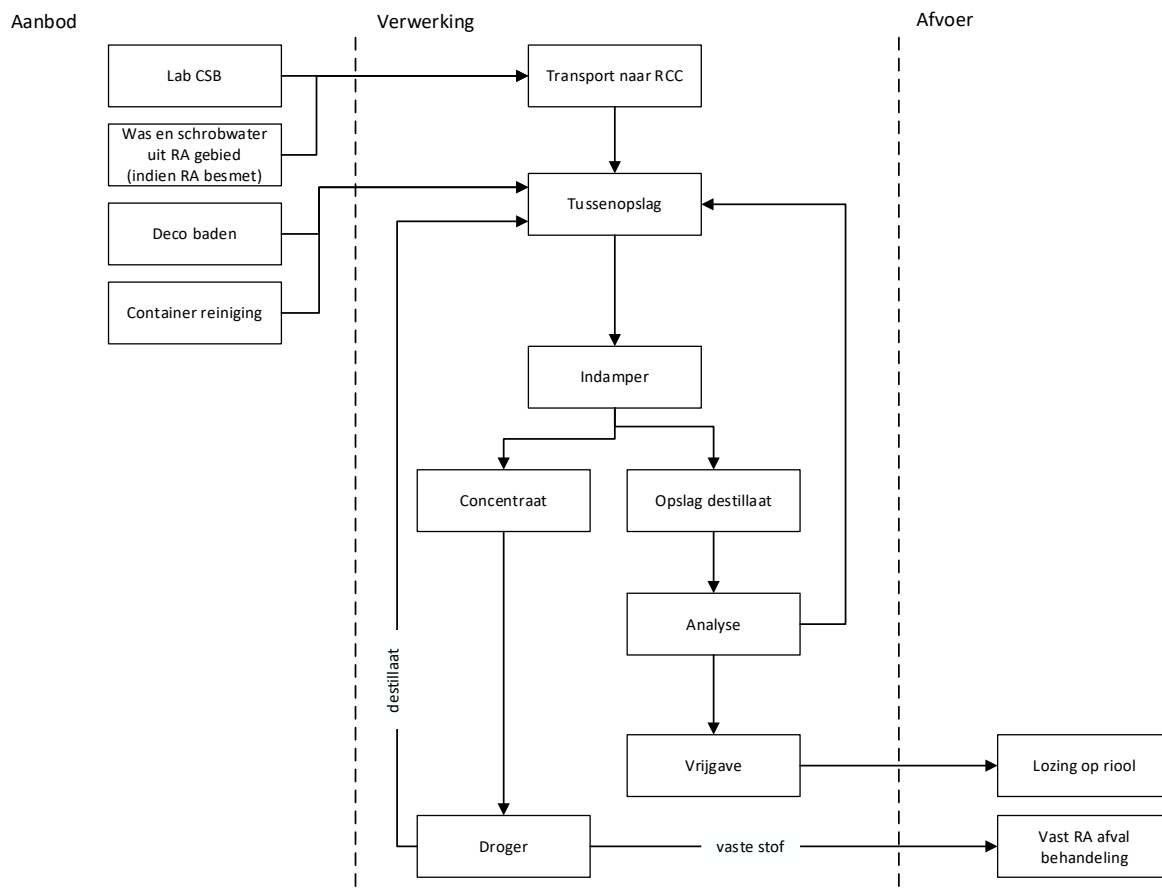 Aanbod
Verwerking
Afvoer
Lab CSB
Transport naar RCC
Was en schrobwater
uit RA gebied
(indien RA besmet)
Tussenopslag
Deco baden
Container reiniging
Indamper
Concentraat
Opslag destillaat
Analyse
destillaat
Vrijgave
Lozing op riool
Droger
vaste stof
Vast RA afval
behandeling